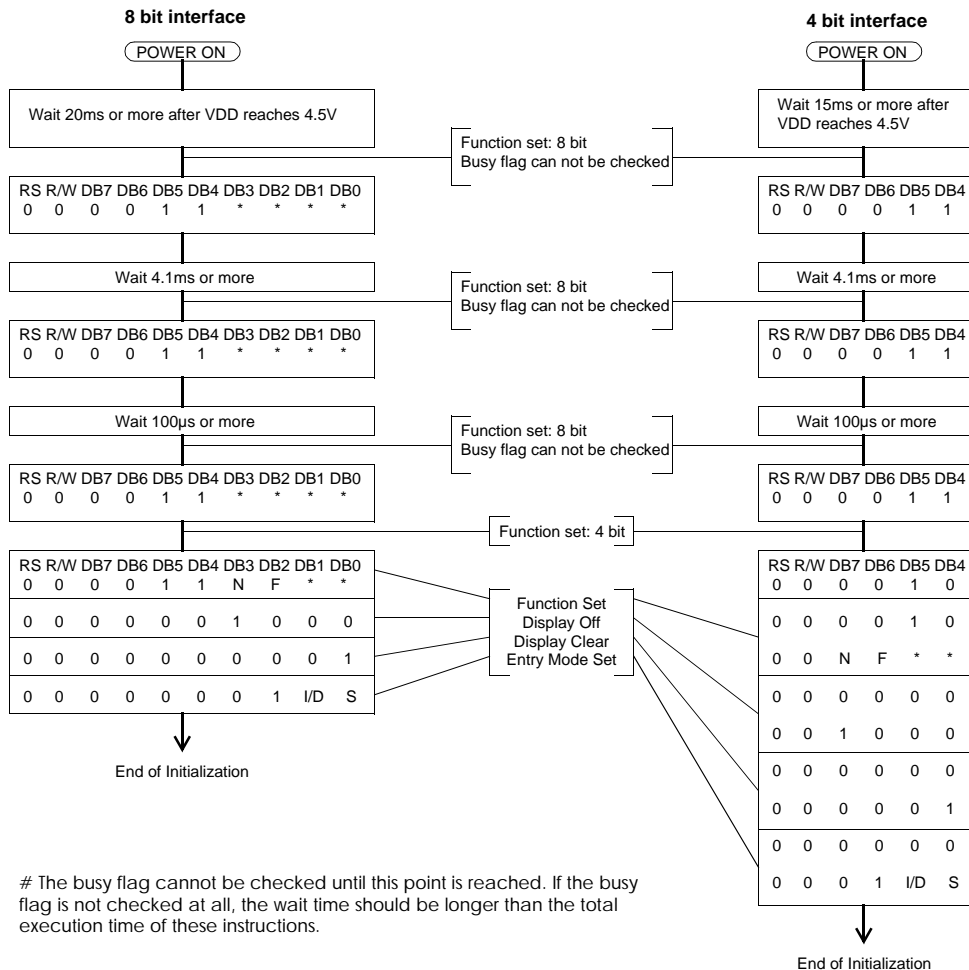 8 bit interface
POWER ON
Wait 20ms or more after VDD reaches 4.5V
RS R/W DB7 DB6 DB5 DB4 DB3 DB2 DB1 DB0
0 0 0 0 1 1 * * * *
Wait 4.1ms or more
RS R/W DB7 DB6 DB5 DB4 DB3 DB2 DB1 DB0
0 0 0 0 1 1 * * * *
Wait 100µs or more
RS R/W DB7 DB6 DB5 DB4 DB3 DB2 DB1 DB0
0 0 0 0 1 1 * * * *
RS R/W DB7 DB6 DB5 DB4 DB3 DB2 DB1 DB0
0 0 0 0 1 1 N F * *
0 0 0 0 0 0 1 0 0 0
0 0 0 0 0 0 0 0 0 1
0 0 0 0 0 0 0 1 I/D S
End of Initialization
Function set: 8 bit
Busy flag can not be checked
Function set: 8 bit
Busy flag can not be checked
Function set: 8 bit
Busy flag can not be checked
Function set: 4 bit
Function Set
Display Off
Display Clear
Entry Mode Set
4 bit interface
POWER ON
Wait 15ms or more after
VDD reaches 4.5V
RS R/W DB7 DB6 DB5 DB4
0 0 0 0 1 1
Wait 4.1ms or more
RS R/W DB7 DB6 DB5 DB4
0 0 0 0 1 1
Wait 100µs or more
RS R/W DB7 DB6 DB5 DB4
0 0 0 0 1 1
RS R/W DB7 DB6 DB5 DB4
0 0 0 0 1 0
0 0 0 0 1 0
0 0 N F * *
0 0 0 0 0 0
0 0 1 0 0 0
0 0 0 0 0 0
0 0 0 0 0 1
0 0 0 0 0 0
0 0 0 1 I/D S
End of Initialization
# The busy flag cannot be checked until this point is reached. If the busy
flag is not checked at all, the wait time should be longer than the total
execution time of these instructions.